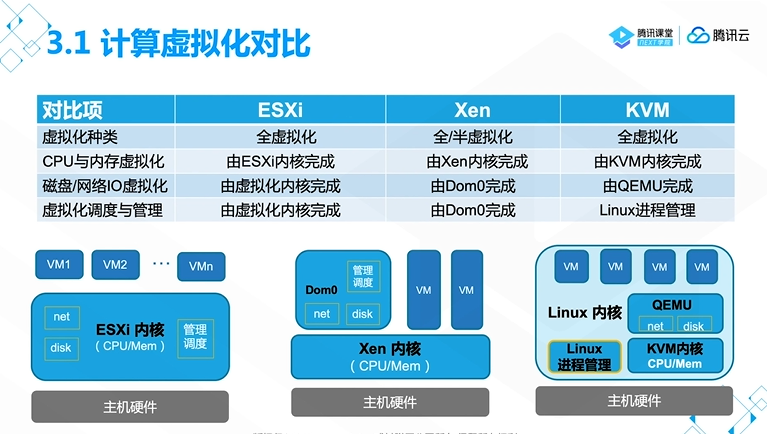 3.1 计算虚拟化对比
腾讯课堂
NEXT学院
腾讯云
对比项 ESXi Xen KVM
虚拟化种类 全虚拟化 全/半虚拟化 全虚拟化
CPU与内存虚拟化 由ESXi内核完成 由Xen内核完成 由KVM内核完成
磁盘/网络IO虚拟化 由虚拟化内核完成 由Dom0完成 由QEMU完成
虚拟化调度与管理 由虚拟化内核完成 由Dom0完成 Linux进程管理
VM1 VM2 ··· VMn
net
disk
ESXi 内核
（CPU/Mem）
管理
调度
主机硬件
Dom0
管理
调度
net disk
VM VM
Xen 内核
（CPU/Mem）
主机硬件
VM VM VM VM
Linux 内核
QEMU
net disk
Linux
进程管理
KVM内核
CPU/Mem
主机硬件